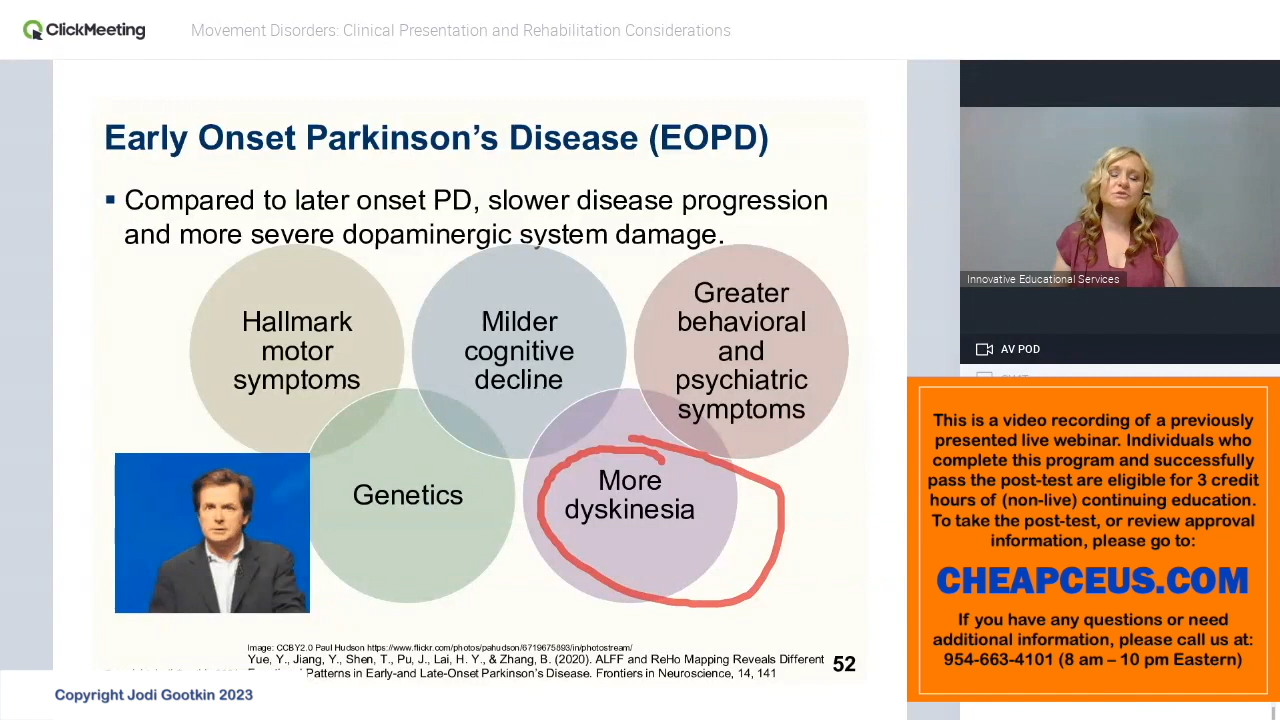 ClickMeeting
Movement Disorders: Clinical Presentation and Rehabilitation Considerations
Early Onset Parkinson's Disease (EOPD)
Compared to later onset PD, slower disease progression
and more severe dopaminergic system damage.
Hallmark
motor
symptoms
Milder
cognitive
decline
Greater
behavioral
and
psychiatric
symptoms
Genetics
More
dyskinesia
Image: CCBY2.0 Paul Hudson https://www.flickr.com/photos/pahudson/6719675893/in/photostream/
Yue, Y., Jiang, Y., Shen, T., Pu, J., Lai, H. Y., & Zhang, B. (2020). ALFF and ReHo Mapping Reveals Different
Patterns in Early-and Late-Onset Parkinson's Disease. Frontiers in Neuroscience, 14, 141
52
Copyright Jodi Gootkin 2023
Innovative Educational Services
AV POD
This is a video recording of a previously
presented live webinar. Individuals who
complete this program and successfully
pass the post-test are eligible for 3 credit
hours of (non-live) continuing education.
To take the post-test, or review approval
information, please go to:
CHEAPCEUS.COM
If you have any questions or need
additional information, please call us at:
954-663-4101 (8 am – 10 pm Eastern)